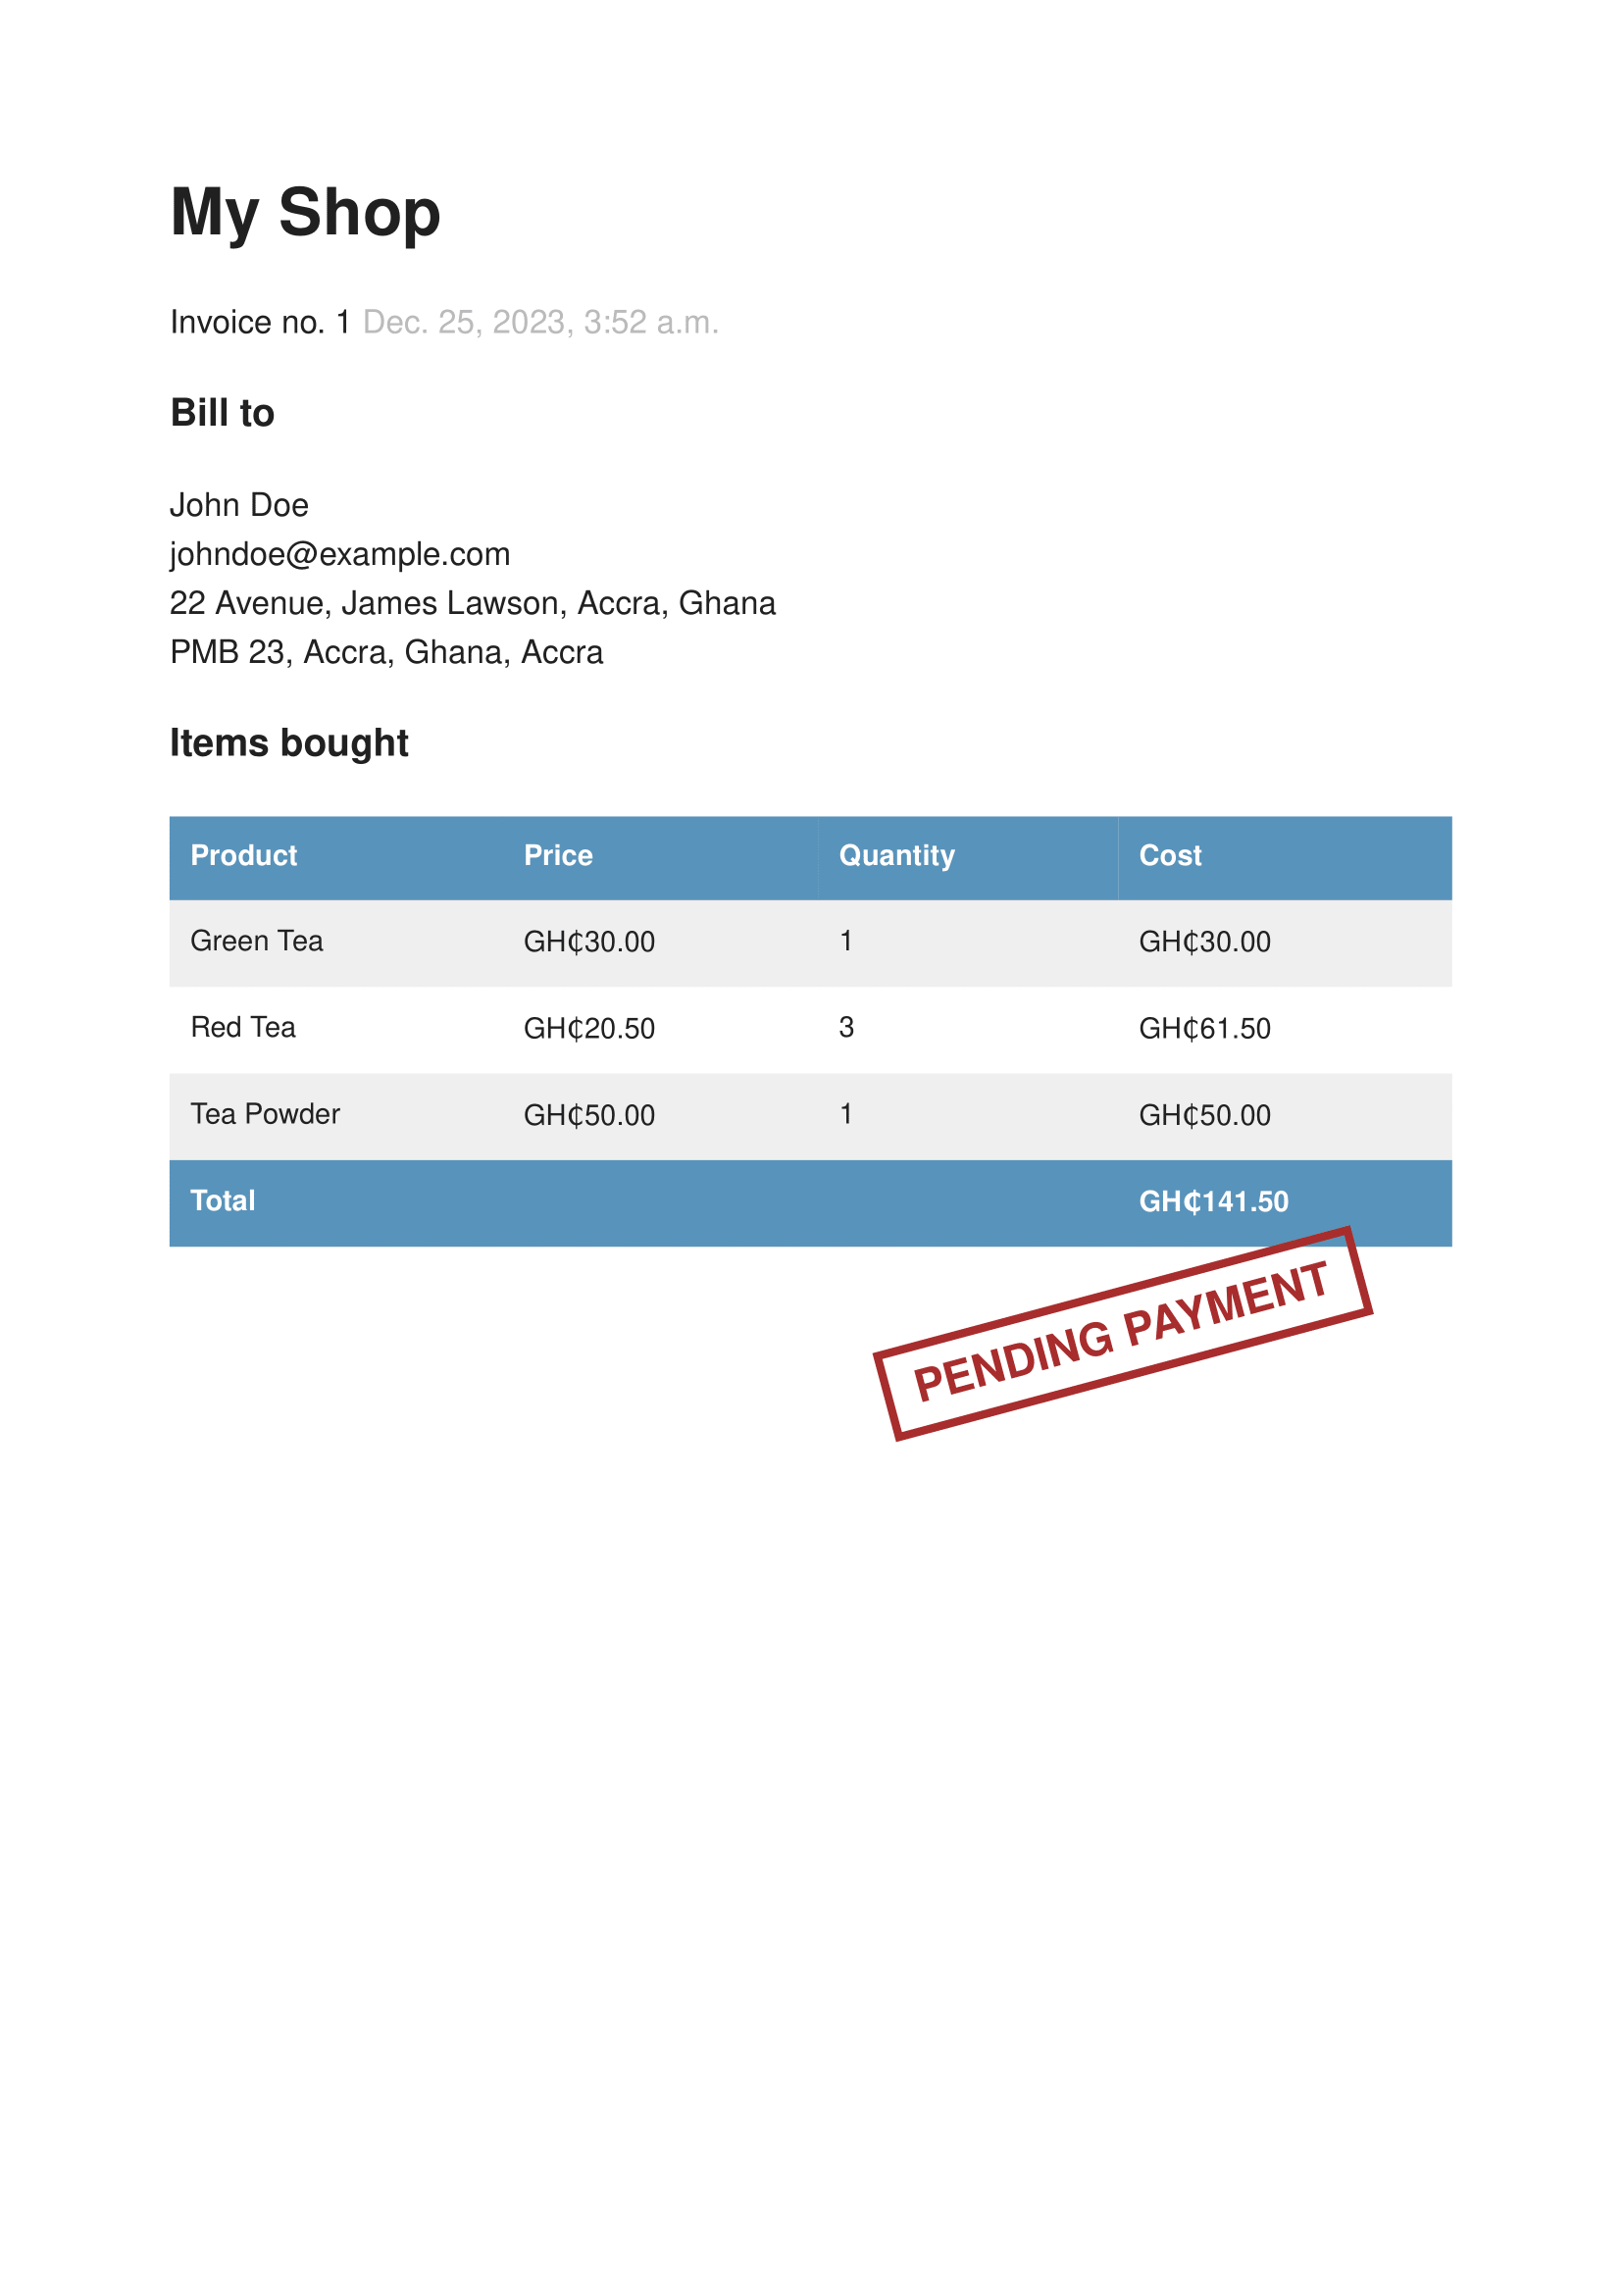 My Shop
Invoice no. 1 Dec. 25, 2023, 3:52 a.m.
Bill to
John Doe
johndoe@example.com
22 Avenue, James Lawson, Accra, Ghana
PMB 23, Accra, Ghana, Accra
Items bought
Product Price Quantity Cost
Green Tea GH₵30.00 1 GH₵30.00
Red Tea GH₵20.50 3 GH₵61.50
Tea Powder GH₵50.00 1 GH₵50.00
Total GH₵141.50
PENDING PAYMENT